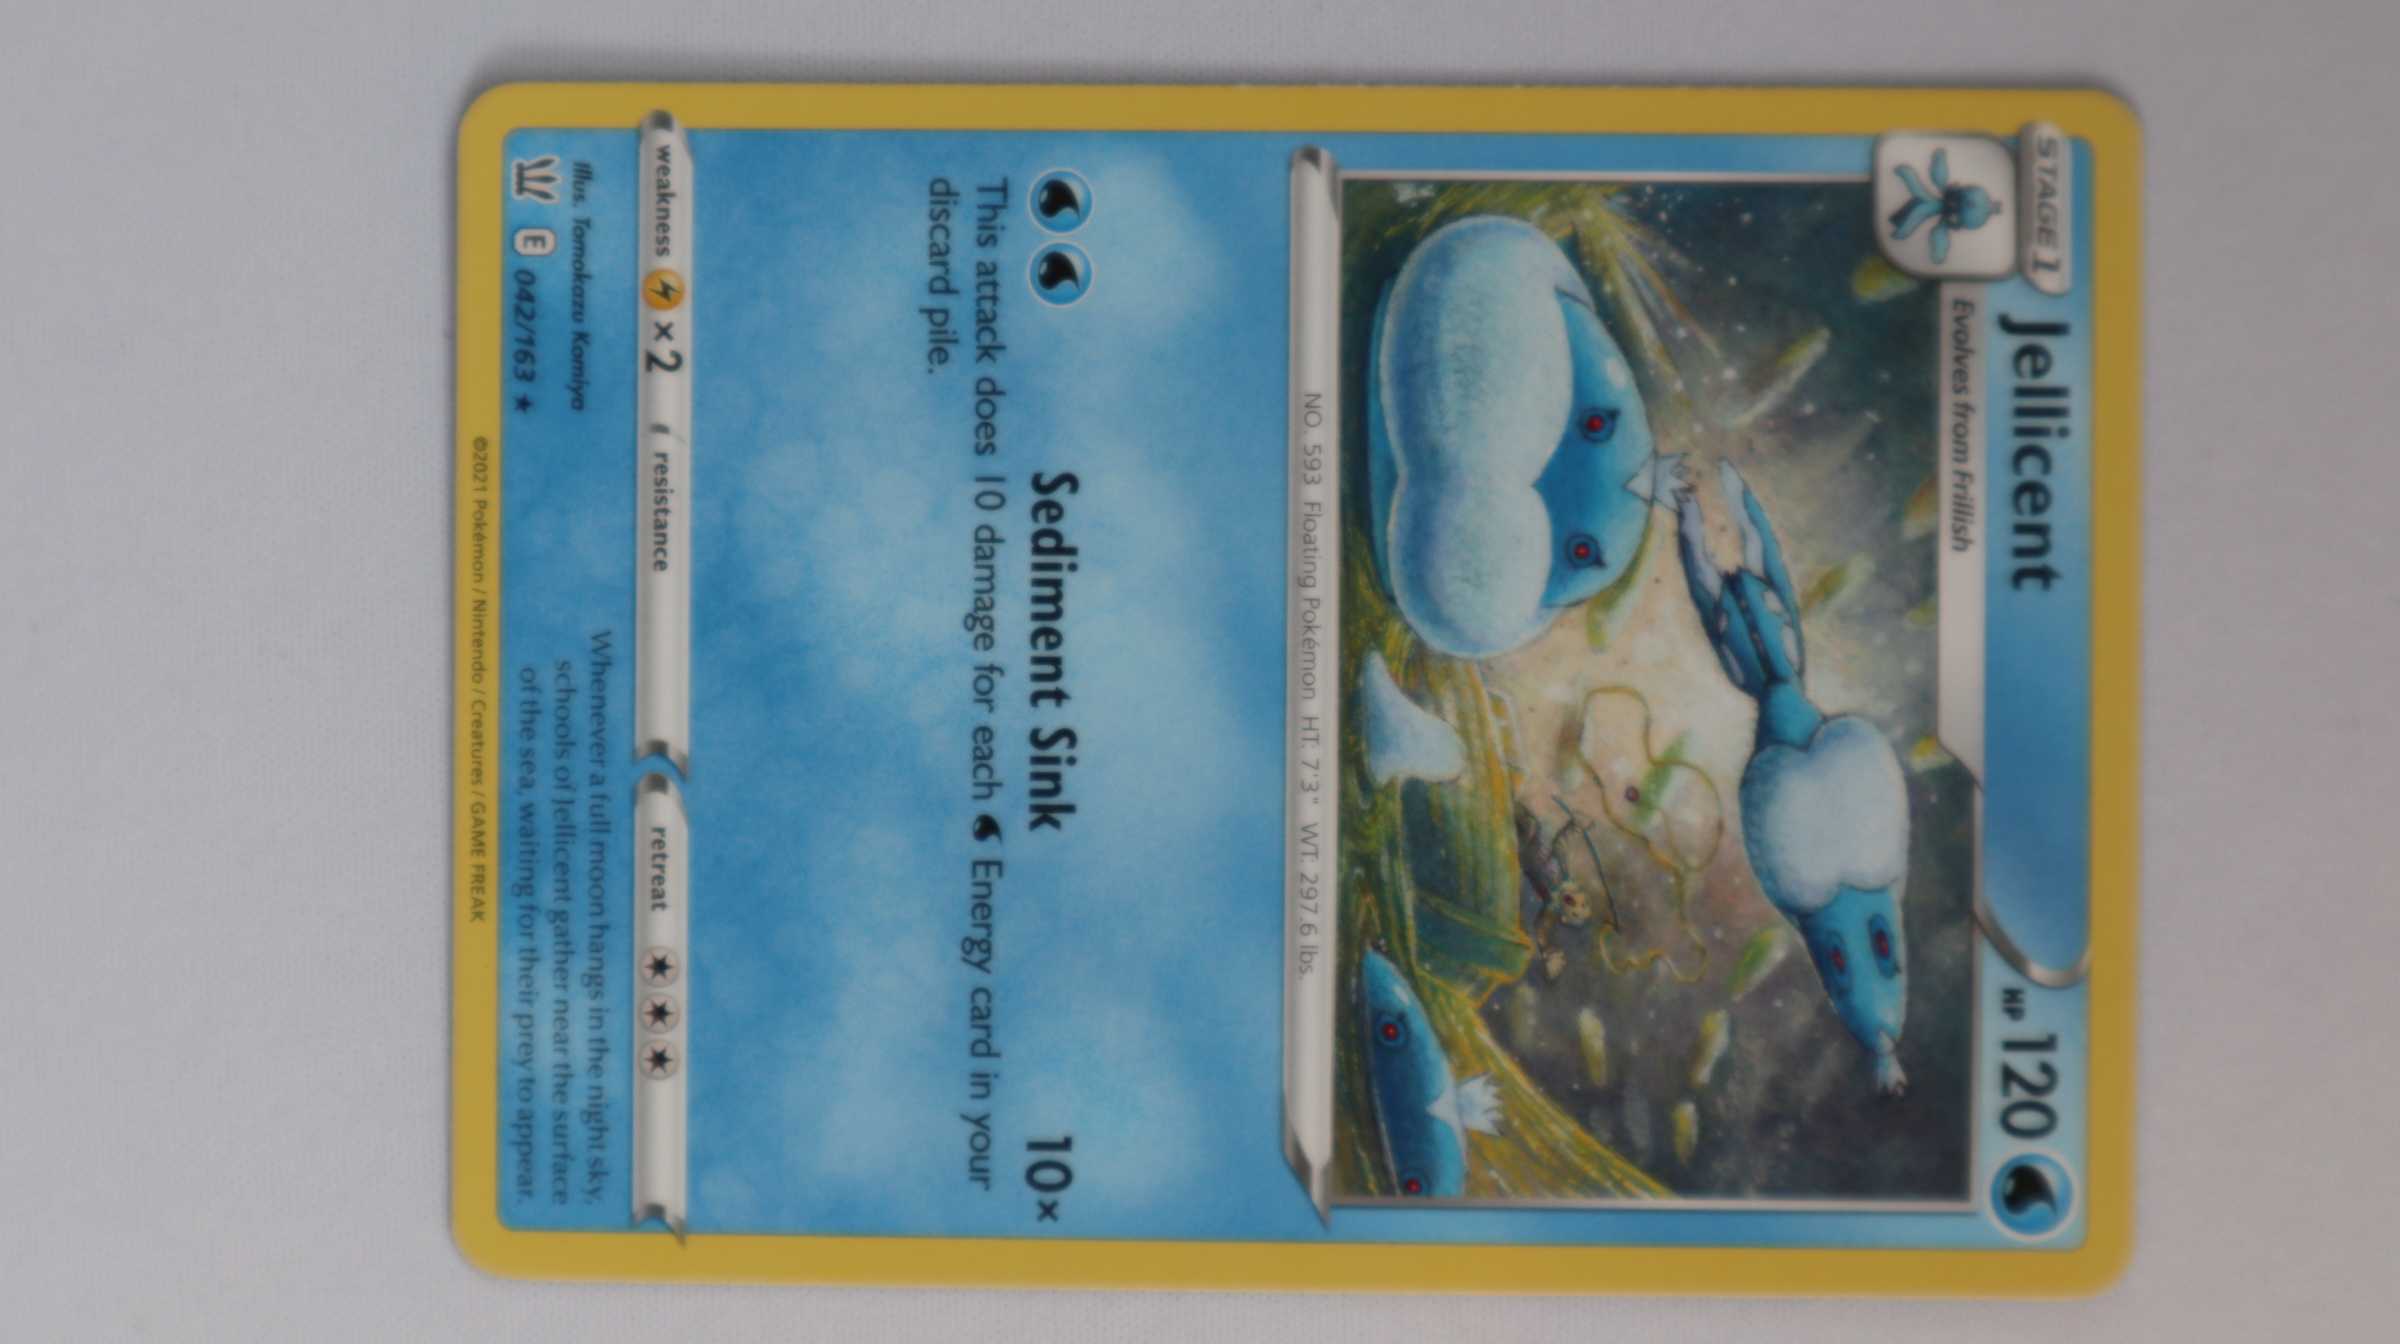 STAGE 1
Jellicent
HP 120
Evolves from Frillish
NO. 593 Floating Pokémon HT: 7'3" WT: 297.6 lbs.
Sediment Sink 10×
This attack does 10 damage for each Energy card in your
discard pile.
weakness ×2 resistance retreat
Illus. Tomokazu Komiya
E 042/163 ★
Whenever a full moon hangs in the night sky,
schools of Jellicent gather near the surface
of the sea, waiting for their prey to appear.
©2021 Pokémon / Nintendo / Creatures / GAME FREAK